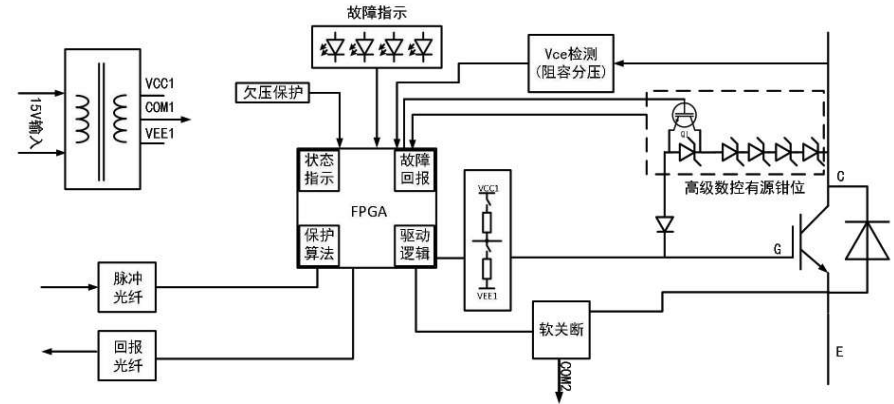 故障指示
VCC1
COM1
VEE1
15V输入
欠压保护
Vce检测
(阻容分压)
Q1
高级数控有源钳位
状态
指示
故障
回报
FPGA
保护
算法
驱动
逻辑
VCC1
VEE1
C
G
E
脉冲
光纤
回报
光纤
软关断
COM2